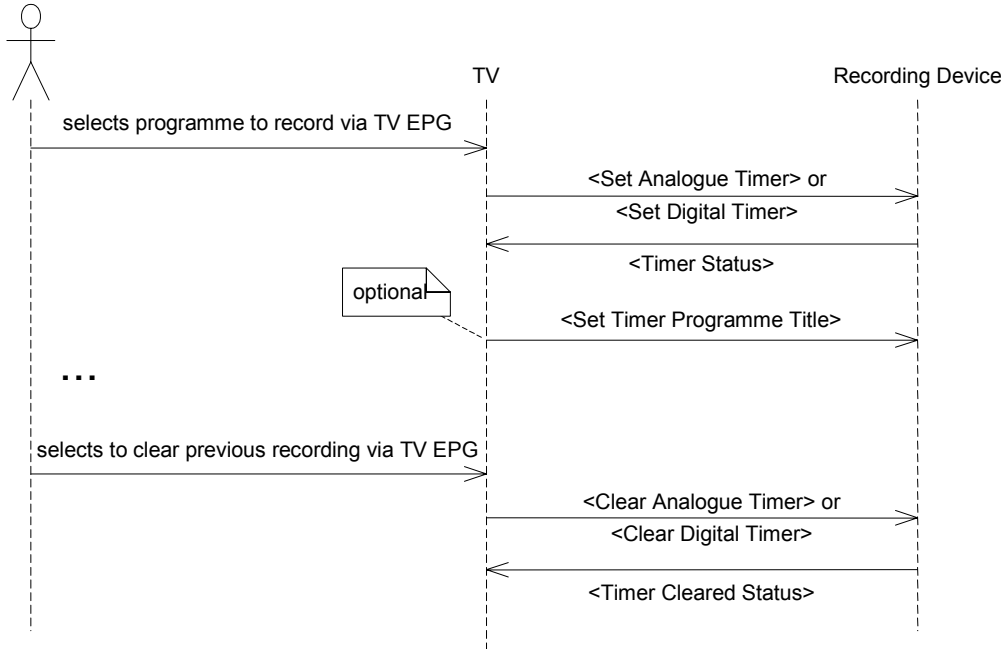 TV
Recording Device
selects programme to record via TV EPG
<Set Analogue Timer> or
<Set Digital Timer>
<Timer Status>
optional
<Set Timer Programme Title>
...
selects to clear previous recording via TV EPG
<Clear Analogue Timer> or
<Clear Digital Timer>
<Timer Cleared Status>